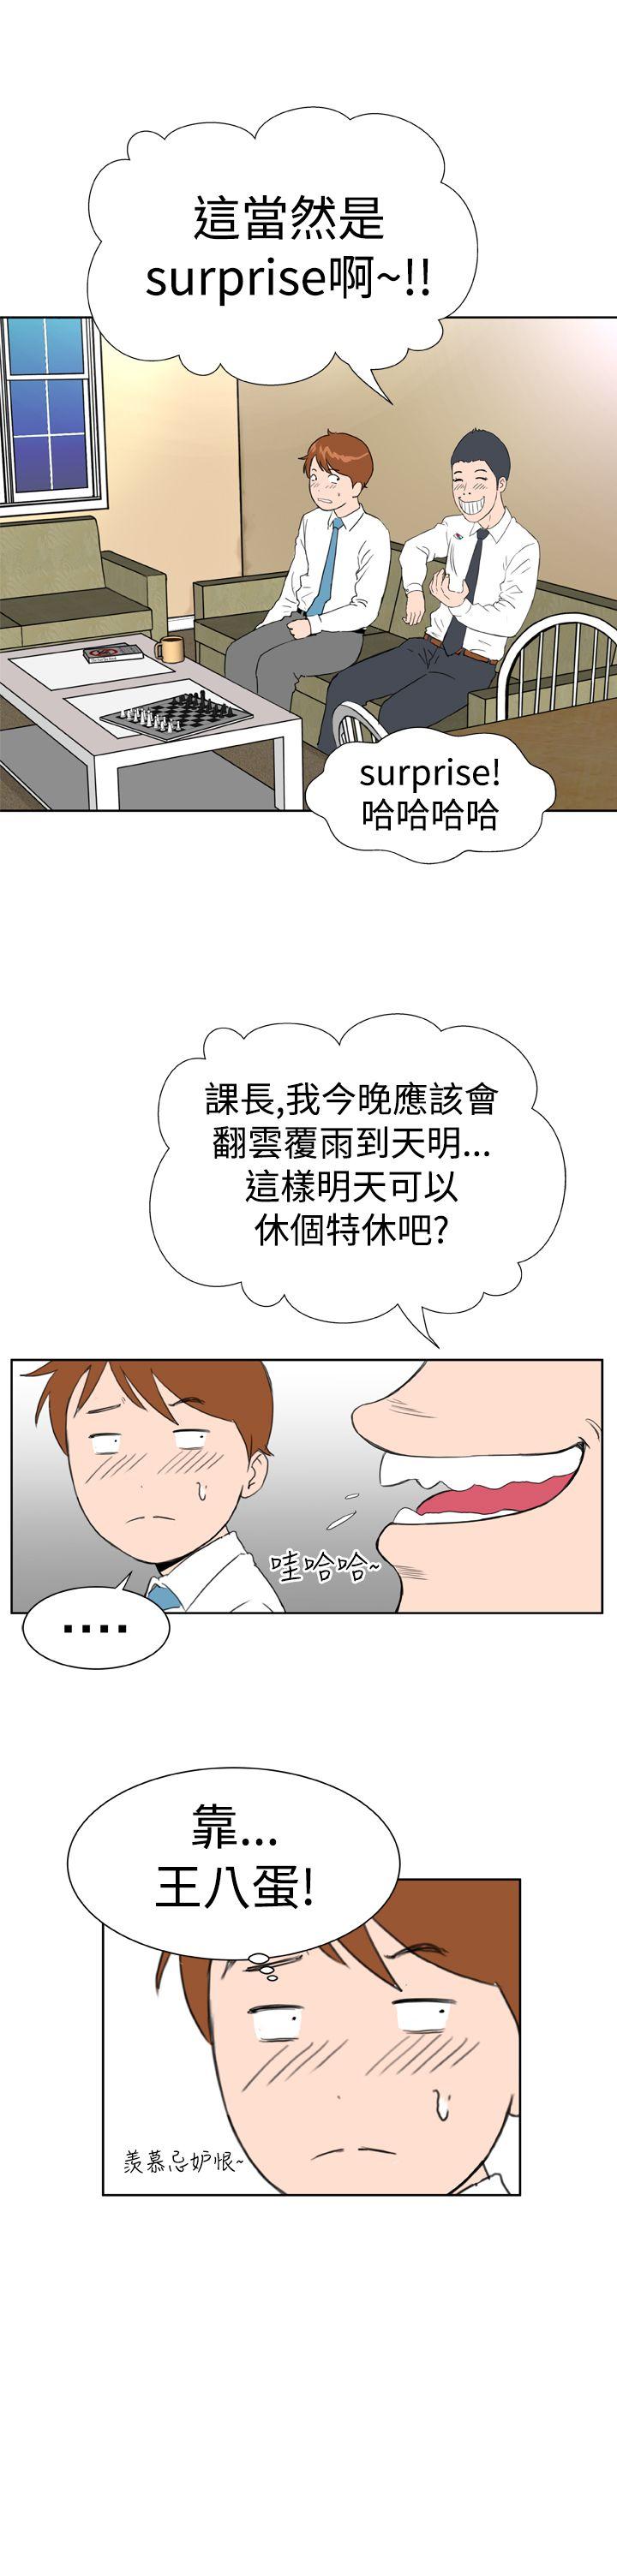 這當然是
surprise啊~!!
surprise!
哈哈哈哈
課長,我今晚應該會
翻雲覆雨到天明...
這樣明天可以
休個特休吧?
哇哈哈~
....
靠...
王八蛋!
羨慕忌妒恨~